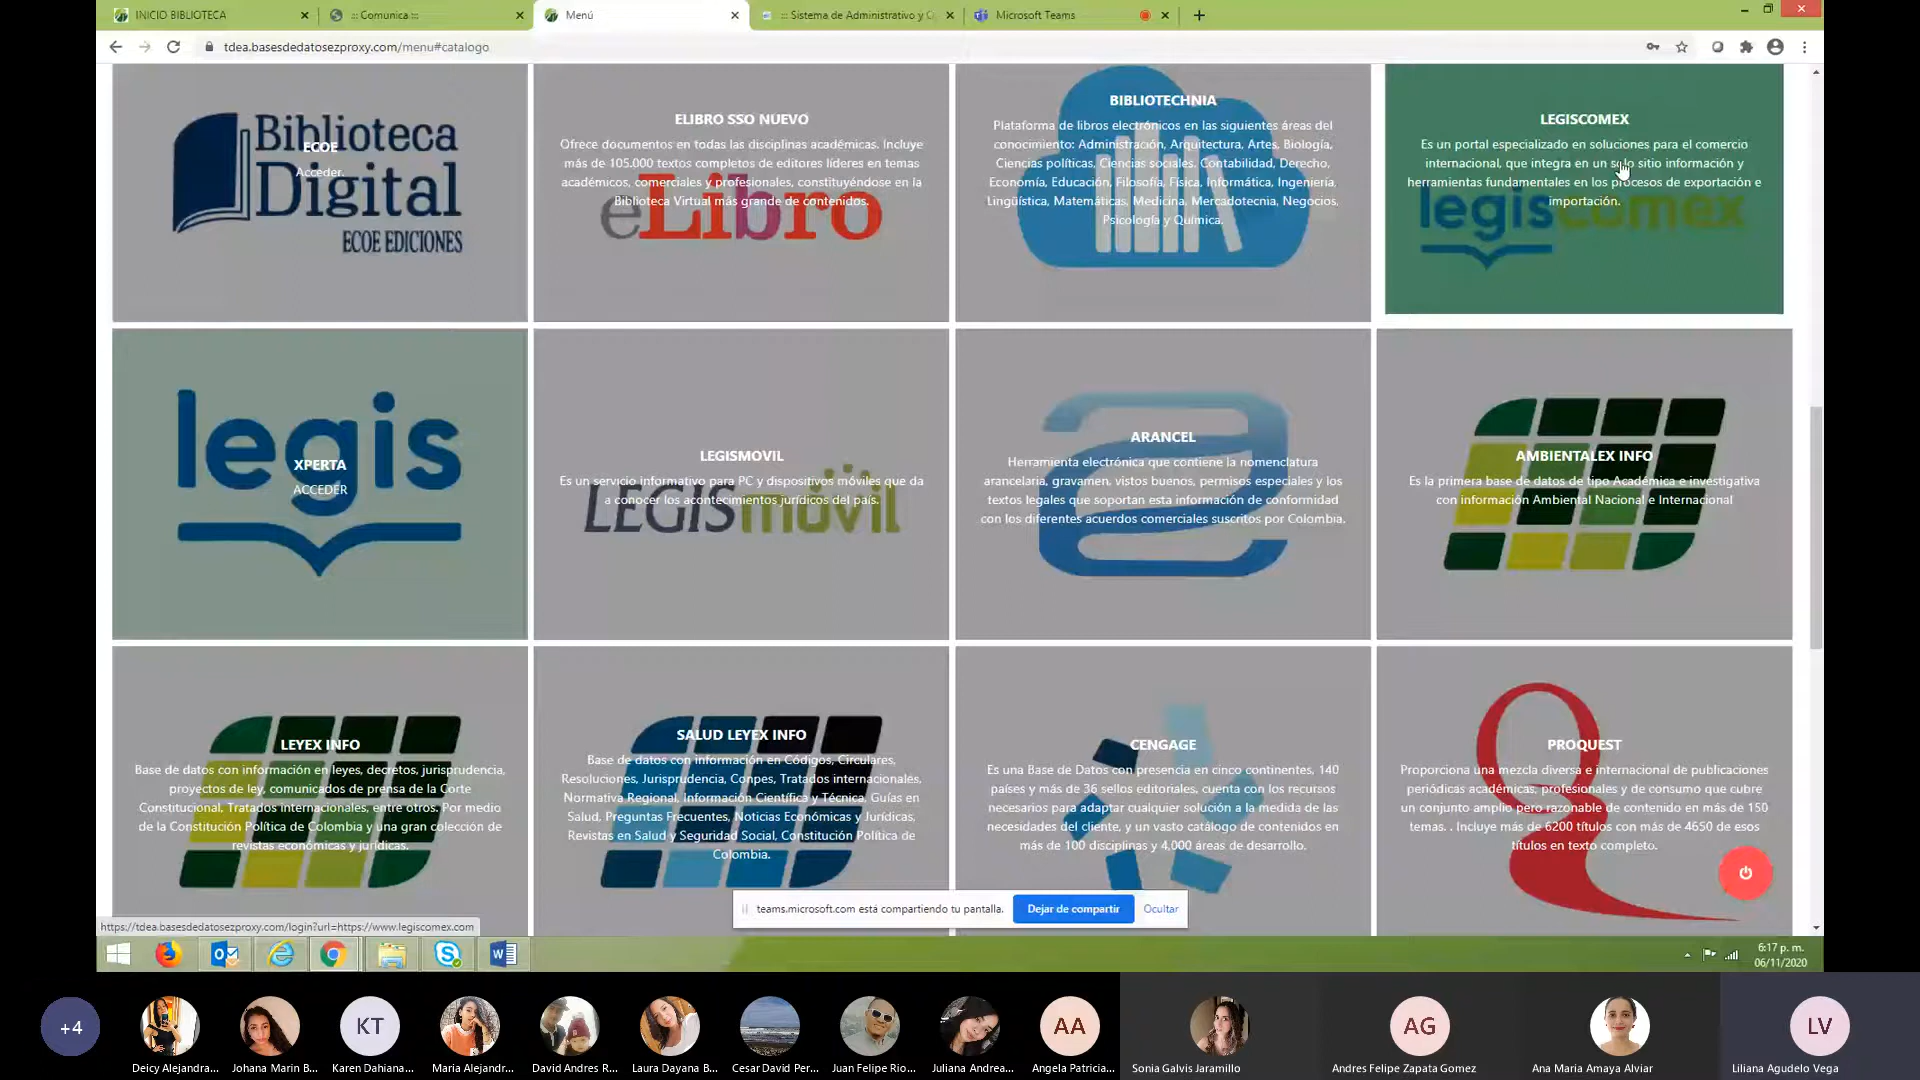 INICIO BIBLIOTECA
::: Comunica :::
Menú
::: Sistema de Administrativo y C
Microsoft Teams
tdea.basesdedatosezproxy.com/menu#catalogo
Biblioteca
Digital
ECOE EDICIONES
ECOE
Acceder.
ELIBRO SSO NUEVO
Ofrece documentos en todas las disciplinas académicas. Incluye
más de 105.000 textos completos de editores líderes en temas
académicos, comerciales y profesionales, constituyéndose en la
Biblioteca Virtual más grande de contenidos.
eLibro
BIBLIOTECHNIA
Plataforma de libros electrónicos en las siguientes áreas del
conocimiento: Administración, Arquitectura, Artes, Biología,
Ciencias políticas, Ciencias sociales. Contabilidad, Derecho,
Economía, Educación, Filosofía, Física, Informática, Ingeniería,
Lingüística, Matemáticas, Medicina, Mercadotecnia, Negocios,
Psicología y Química.
LEGISCOMEX
Es un portal especializado en soluciones para el comercio
internacional, que integra en un solo sitio información y
herramientas fundamentales en los procesos de exportación e
importación.
legiscomex
legis
XPERTA
ACCEDER
LEGISMOVIL
Es un servicio informativo para PC y dispositivos móviles que da
a conocer los acontecimientos jurídicos del país.
LEGISmóvil
ARANCEL
Herramienta electrónica que contiene la nomenclatura
arancelaria, gravamen, vistos buenos, permisos especiales y los
textos legales que soportan esta información de conformidad
con los diferentes acuerdos comerciales suscritos por Colombia.
AMBIENTALEX INFO
Es la primera base de datos de tipo Académica e investigativa
con información Ambiental Nacional e Internacional
LEYEX INFO
Base de datos con información en leyes, decretos, jurisprudencia,
proyectos de ley, comunicados de prensa de la Corte
Constitucional, Tratados Internacionales, entre otros. Por medio
de la Constitución Política de Colombia y una gran colección de
revistas económicas y jurídicas.
SALUD LEYEX INFO
Base de datos con información en Códigos, Circulares,
Resoluciones, Jurisprudencia, Conpes, Tratados internacionales,
Normativa Regional, Información Científica y Técnica, Guías en
Salud, Preguntas Frecuentes, Noticias Económicas y Jurídicas,
Revistas en Salud y Seguridad Social, Constitución Política de
Colombia.
CENGAGE
Es una Base de Datos con presencia en cinco continentes, 140
países y más de 36 sellos editoriales, cuenta con los recursos
necesarios para adaptar cualquier solución a la medida de las
necesidades del cliente, y un vasto catálogo de contenidos en
más de 100 disciplinas y 4,000 áreas de desarrollo.
PROQUEST
Proporciona una mezcla diversa e internacional de publicaciones
periódicas académicas, profesionales y de consumo que cubre
un conjunto amplio pero razonable de contenido en más de 150
temas. . Incluye más de 6200 títulos con más de 4650 de esos
títulos en texto completo.
teams.microsoft.com está compartiendo tu pantalla.
Dejar de compartir
Ocultar
https://tdea.basesdedatosezproxy.com/login?url=https://www.legiscomex.com
6:17 p. m.
06/11/2020
+4
KT
AA
AG
LV
Deicy Alejandra...
Johana Marin B...
Karen Dahiana...
Maria Alejandr...
David Andres R...
Laura Dayana B...
Cesar David Per...
Juan Felipe Rio...
Juliana Andrea...
Angela Patricia...
Sonia Galvis Jaramillo
Andres Felipe Zapata Gomez
Ana Maria Amaya Alviar
Liliana Agudelo Vega